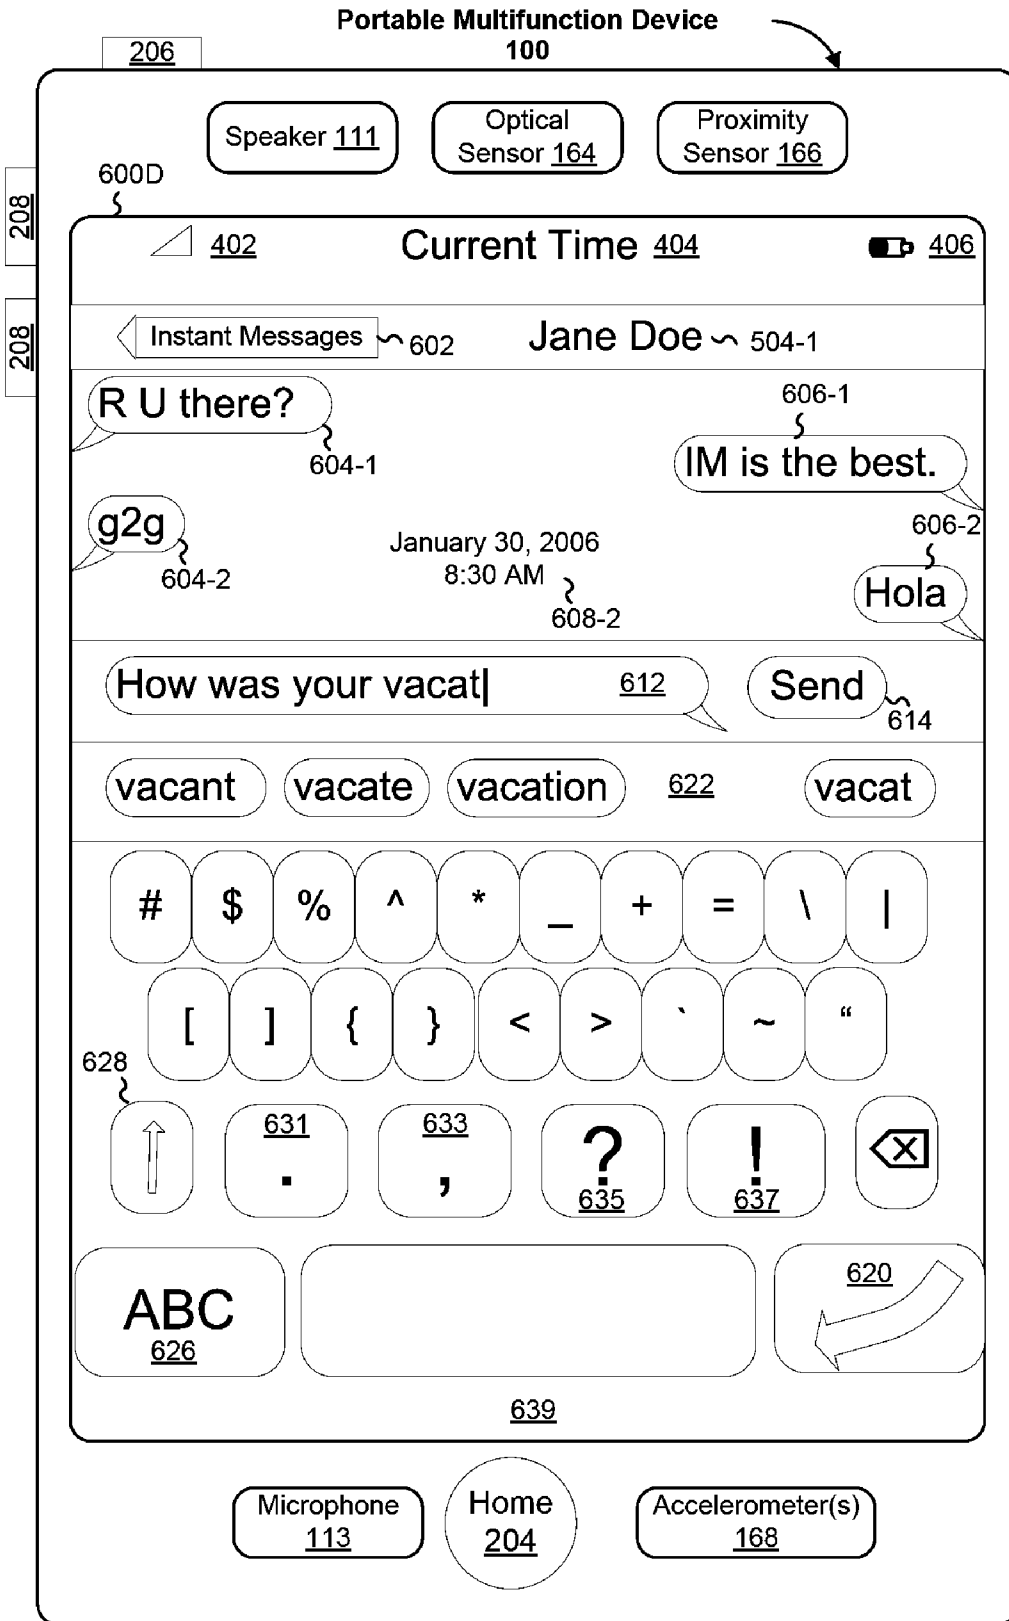 Portable Multifunction Device
100
206
Speaker 111
Optical
Sensor 164
Proximity
Sensor 166
208
600D
402
Current Time 404
406
208
Instant Messages
602
Jane Doe
504-1
R U there?
604-1
606-1
IM is the best.
g2g
604-2
January 30, 2006
8:30 AM
608-2
606-2
Hola
How was your vacat|
612
Send
614
vacant
vacate
vacation
622
vacat
# $ % ^ * _ + = \ |
[ ] { } < > ` ~ “
628
631
.
633
,
?
635
!
637
ABC
626
620
639
Microphone
113
Home
204
Accelerometer(s)
168